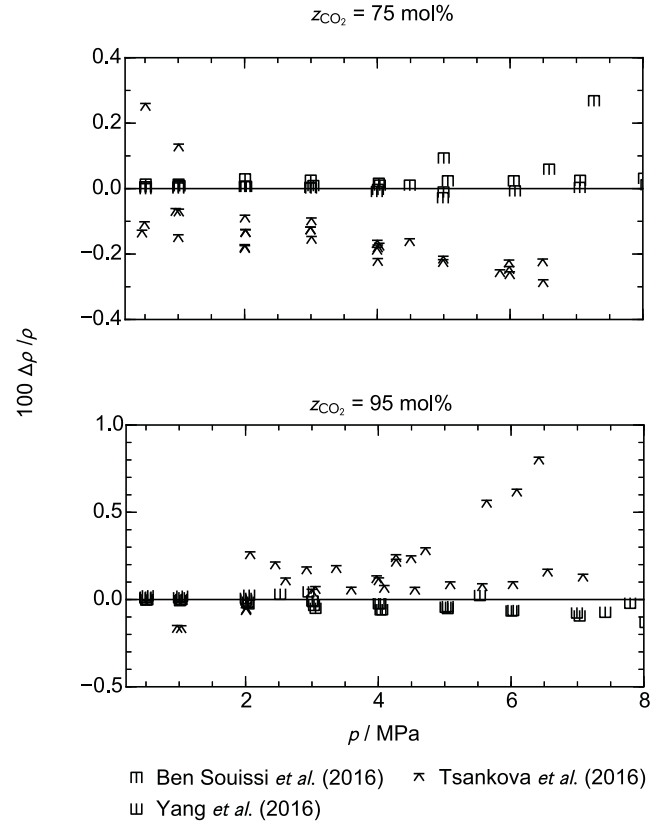 z_CO₂ = 75 mol%
0.4
0.2
0.0
−0.2
−0.4
100 Δρ/ρ
z_CO₂ = 95 mol%
1.0
0.5
0.0
−0.5
2 4 6 8
p / MPa
Ben Souissi et al. (2016) Tsankova et al. (2016)
Yang et al. (2016)